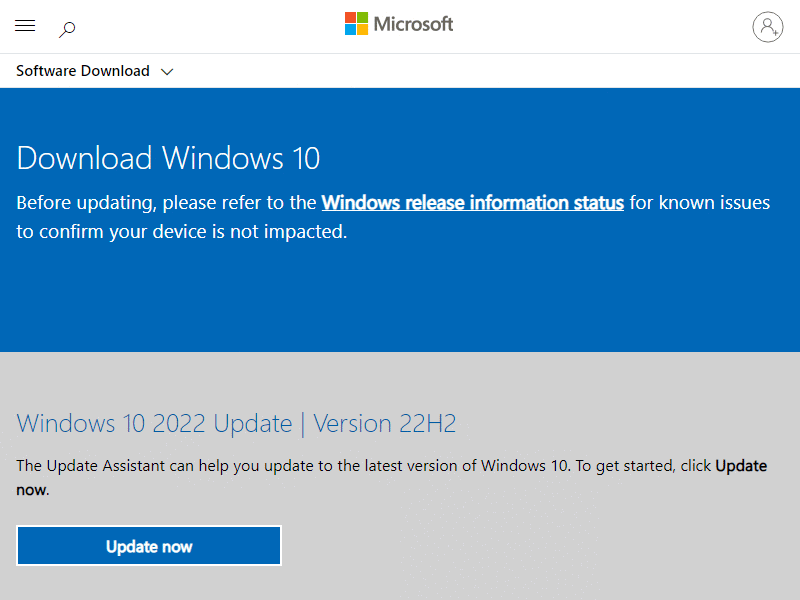 Microsoft
Software Download
Download Windows 10
Before updating, please refer to the Windows release information status for known issues
to confirm your device is not impacted.
Windows 10 2022 Update | Version 22H2
The Update Assistant can help you update to the latest version of Windows 10. To get started, click Update
now.
Update now